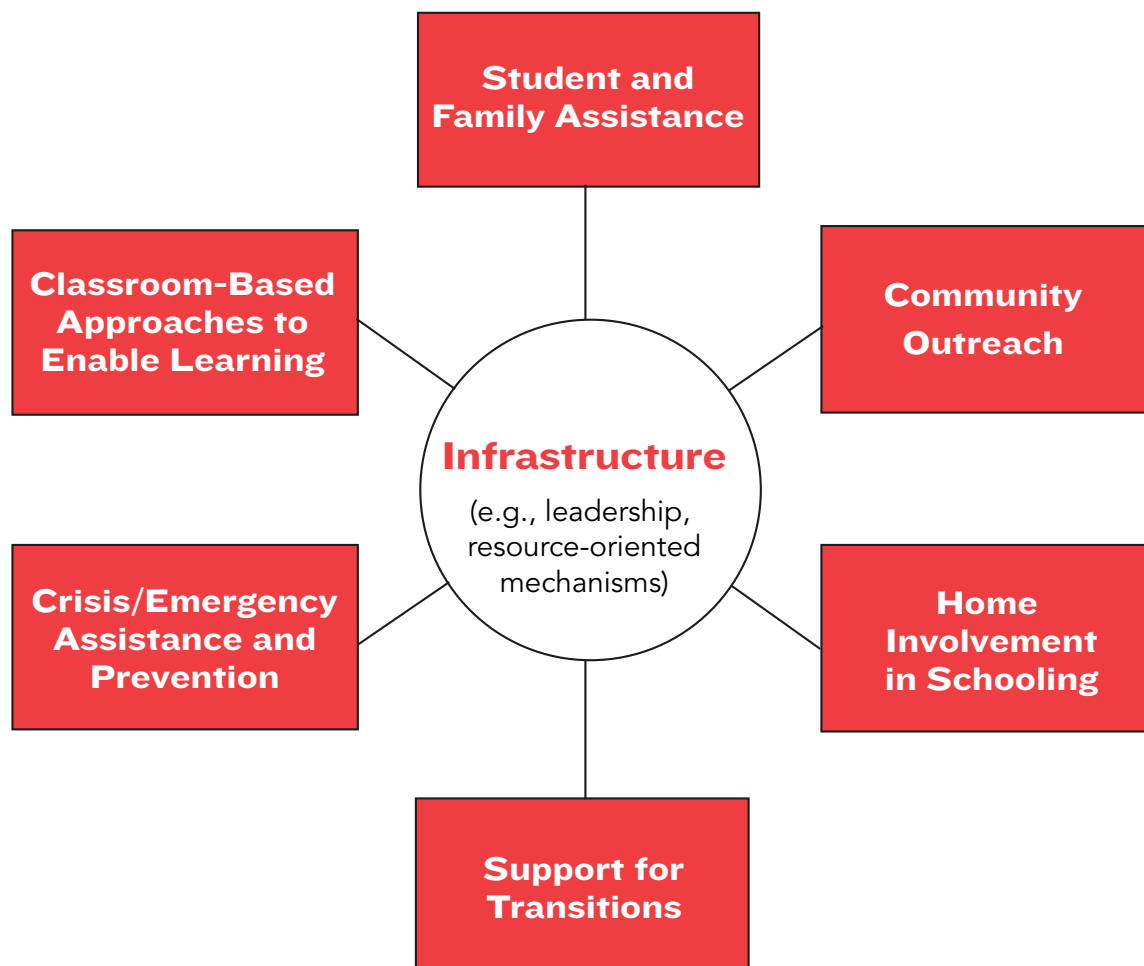 Student and
Family Assistance
Classroom-Based
Approaches to
Enable Learning
Community
Outreach
Infrastructure
(e.g., leadership,
resource-oriented
mechanisms)
Crisis/Emergency
Assistance and
Prevention
Home
Involvement
in Schooling
Support for
Transitions